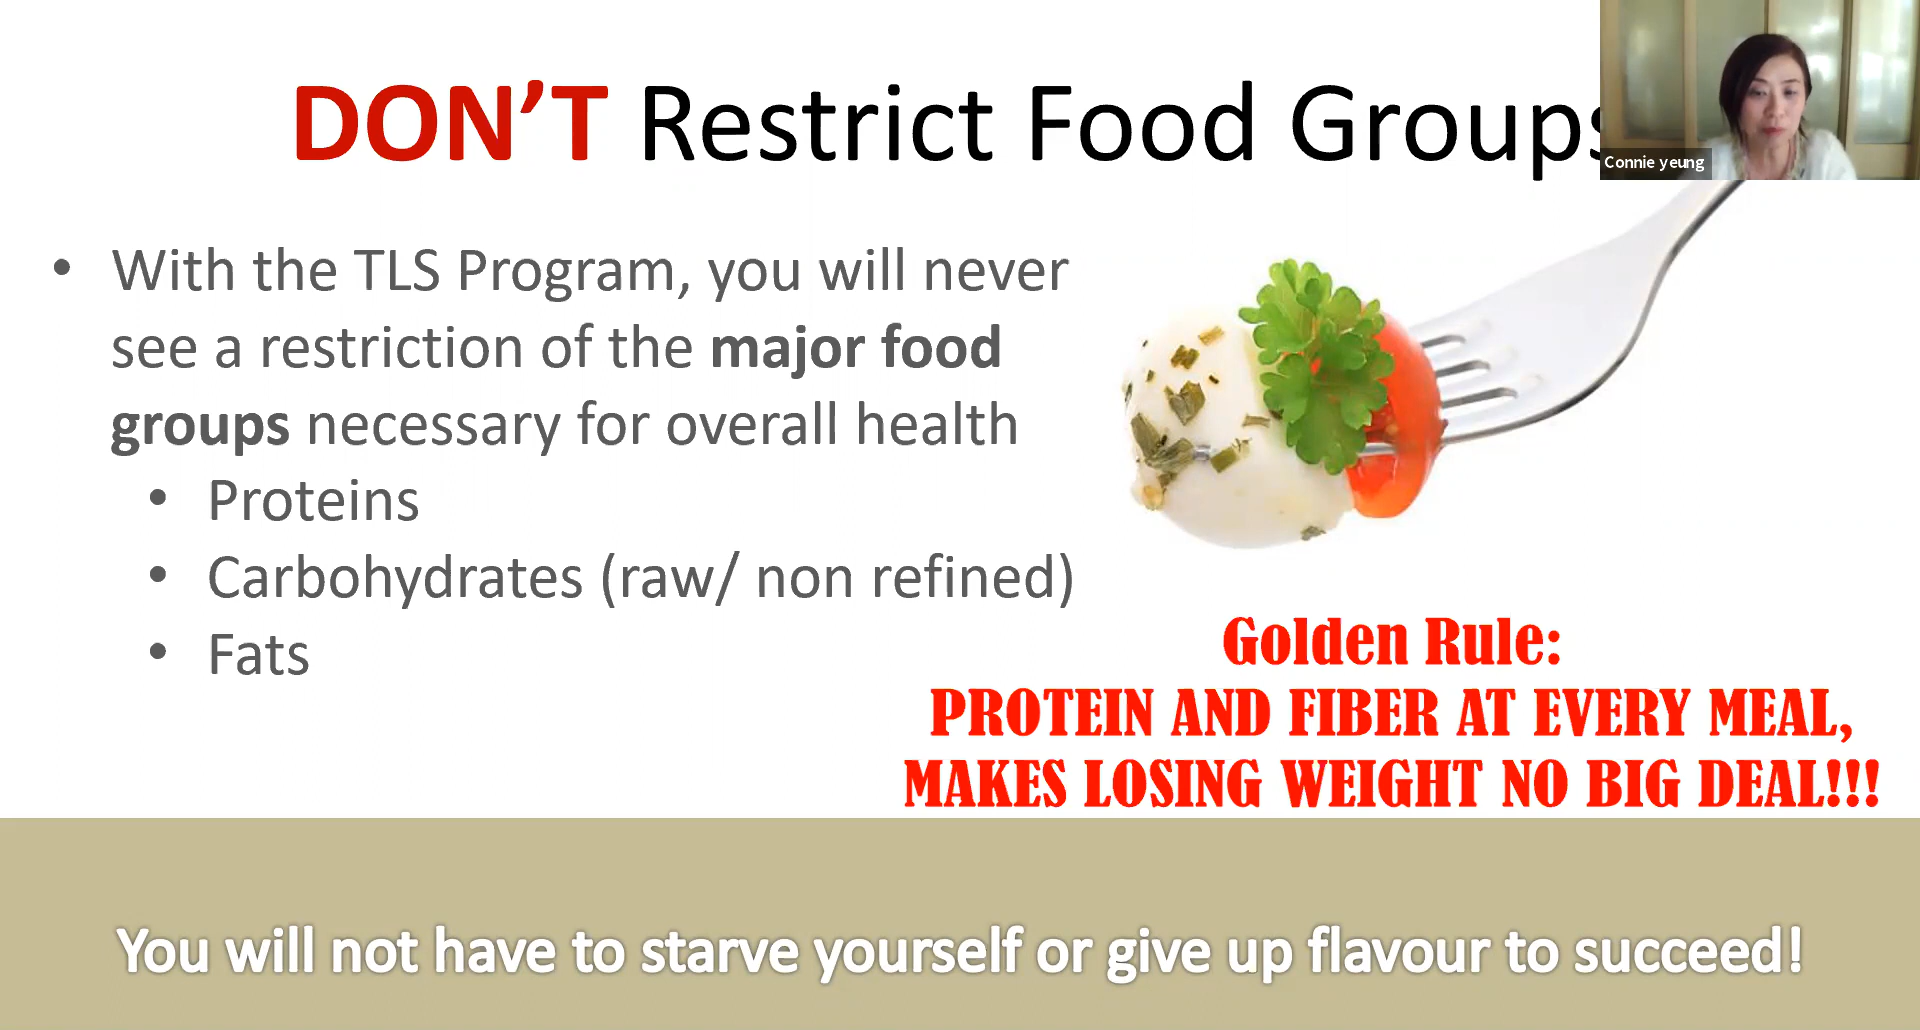 DON’T Restrict Food Groups
Connie yeung
• With the TLS Program, you will never
see a restriction of the major food
groups necessary for overall health
• Proteins
• Carbohydrates (raw/ non refined)
• Fats
Golden Rule:
PROTEIN AND FIBER AT EVERY MEAL,
MAKES LOSING WEIGHT NO BIG DEAL!!!
You will not have to starve yourself or give up flavour to succeed!